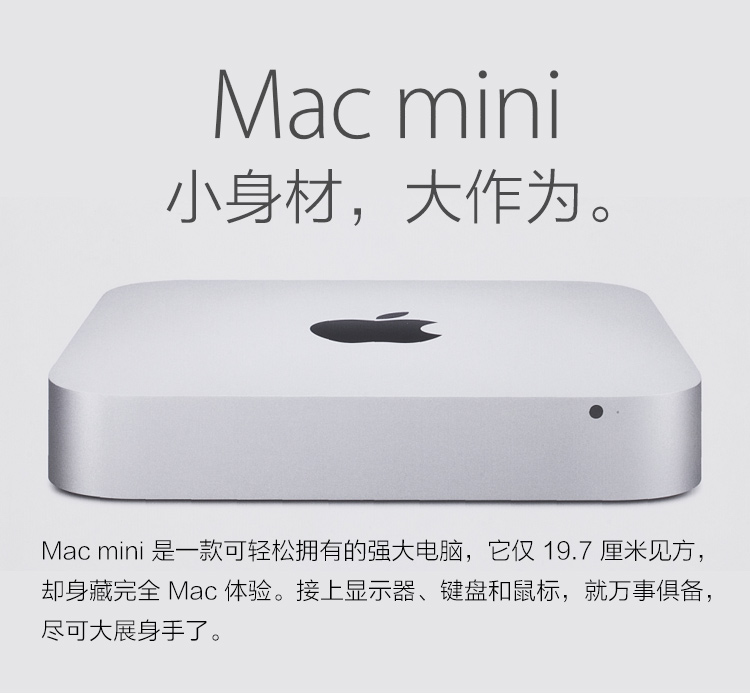 Mac mini
小身材，大作为。
Mac mini 是一款可轻松拥有的强大电脑，它仅 19.7 厘米见方，
却身藏完全 Mac 体验。接上显示器、键盘和鼠标，就万事俱备，
尽可大展身手了。